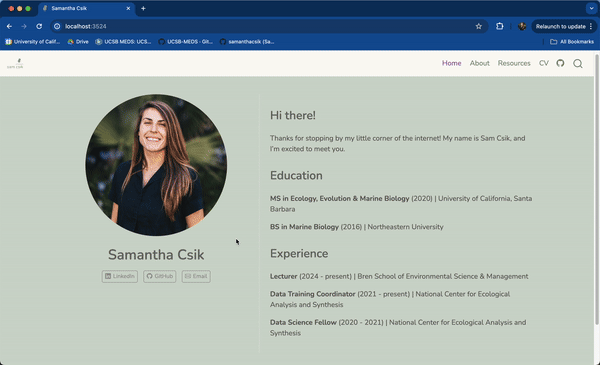 Samantha Csik
Relaunch to update
localhost:3524
University of Calif...
Drive
UCSB MEDS: UCS...
UCSB-MEDS · Git...
samanthacsik (Sa...
All Bookmarks
Home
About
Resources
CV
Hi there!
Thanks for stopping by my little corner of the internet! My name is Sam Csik, and
I'm excited to meet you.
Education
MS in Ecology, Evolution & Marine Biology (2020) | University of California, Santa
Barbara
BS in Marine Biology (2016) | Northeastern University
Experience
Lecturer (2024 - present) | Bren School of Environmental Science & Management
Data Training Coordinator (2021 - present) | National Center for Ecological
Analysis and Synthesis
Data Science Fellow (2020 - 2021) | National Center for Ecological Analysis and
Synthesis
Samantha Csik
LinkedIn
GitHub
Email